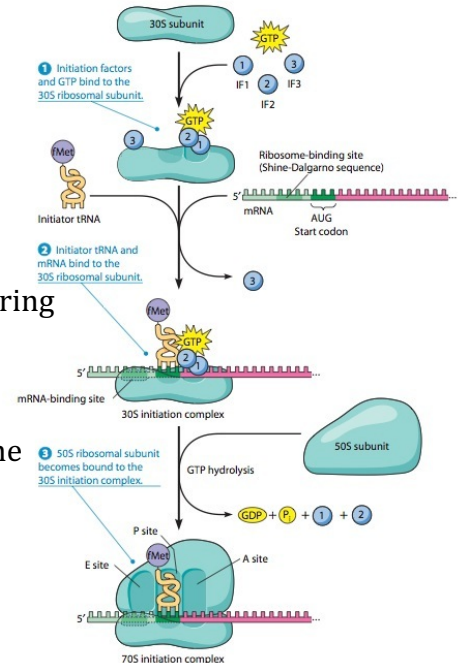 30S subunit
GTP
1
IF1
2
IF2
3
IF3
1 Initiation factors
and GTP bind to the
30S ribosomal subunit.
GTP
3
2
1
fMet
Initiator tRNA
Ribosome-binding site
(Shine-Dalgarno sequence)
5′
mRNA
AUG
Start codon
2 Initiator tRNA and
mRNA bind to the
30S ribosomal subunit.
3
ring
fMet
GTP
2
1
5′
mRNA-binding site
30S initiation complex
ne
3 50S ribosomal subunit
becomes bound to the
30S initiation complex.
50S subunit
GTP hydrolysis
GDP + Pi + 1 + 2
P site
fMet
E site
A site
5′
70S initiation complex